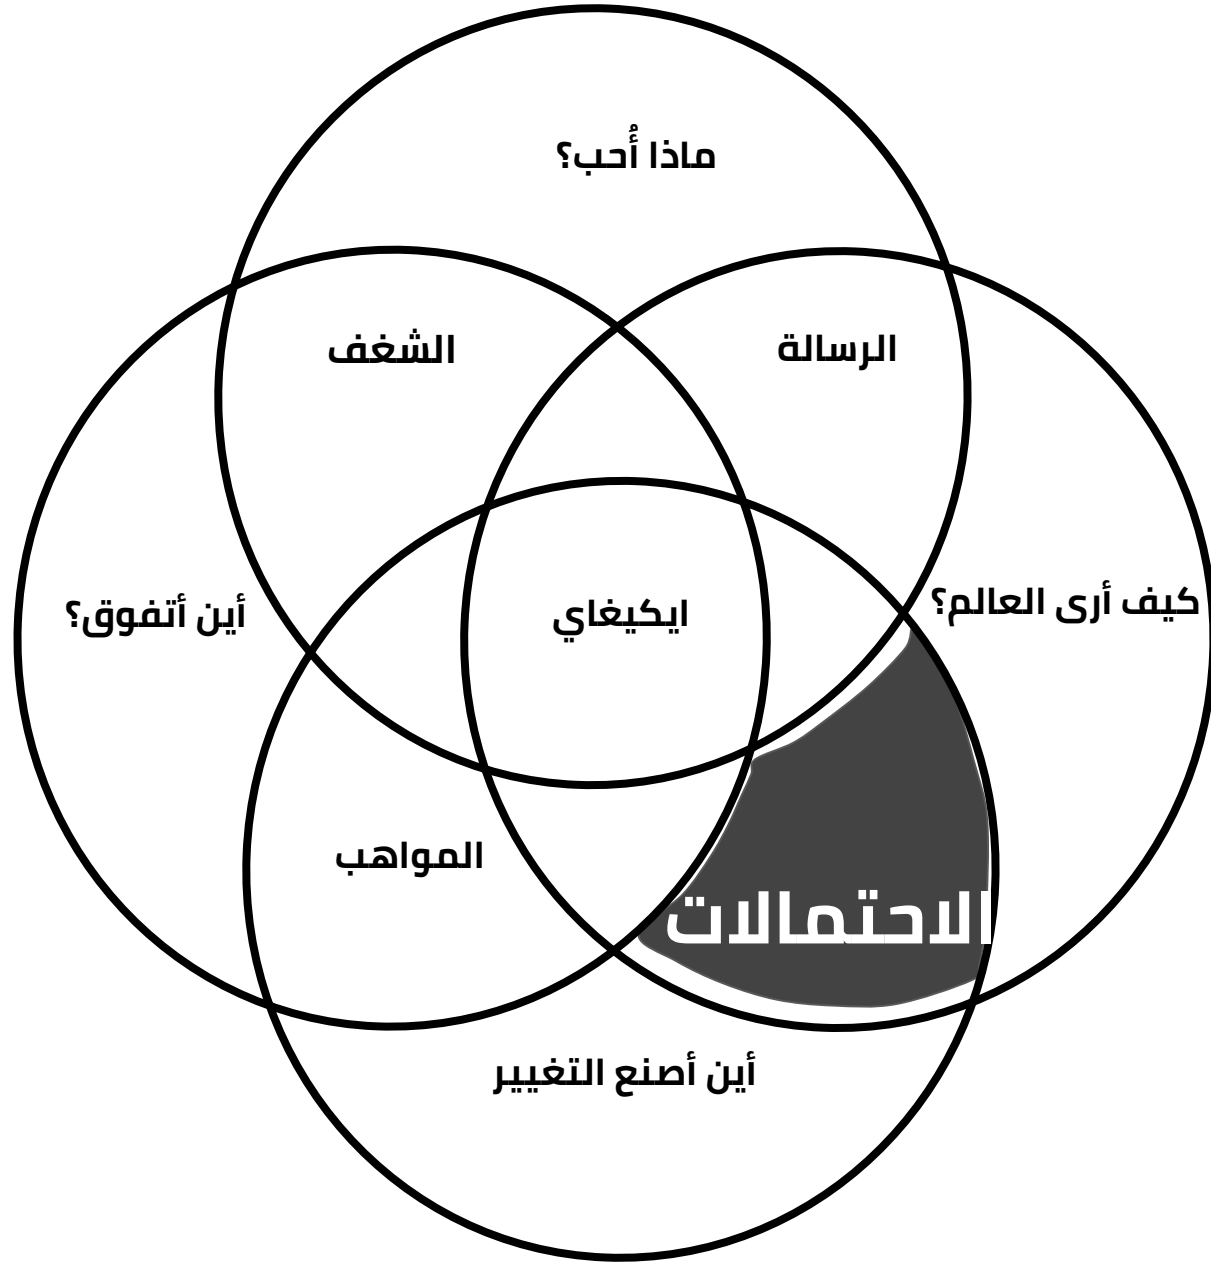 ماذا أُحب؟
الشغف
الرسالة
أين أتفوق؟
ايكيغاي
كيف أرى العالم؟
المواهب
الاحتمالات
أين أصنع التغيير